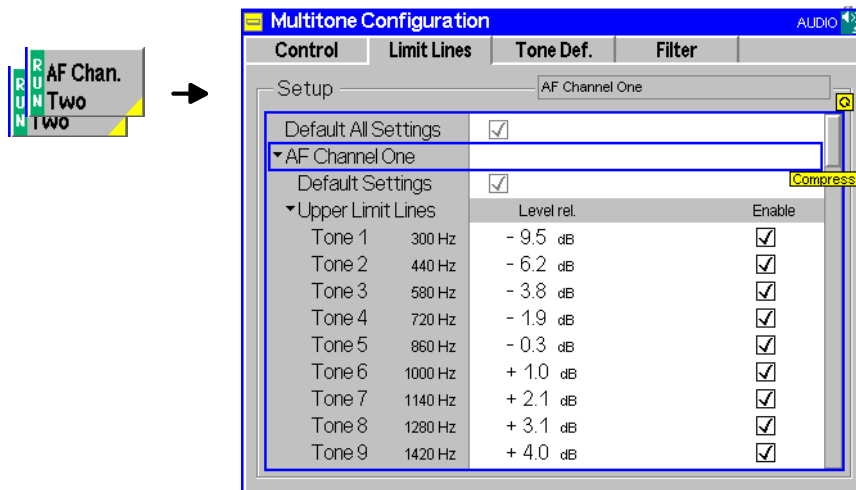 Multitone Configuration AUDIO
Control Limit Lines Tone Def. Filter
RUN
RUN AF Chan.
Two
Two
Setup AF Channel One
Default All Settings
AF Channel One
Compress
Default Settings
Upper Limit Lines Level rel. Enable
Tone 1 300 Hz - 9.5 dB
Tone 2 440 Hz - 6.2 dB
Tone 3 580 Hz - 3.8 dB
Tone 4 720 Hz - 1.9 dB
Tone 5 860 Hz - 0.3 dB
Tone 6 1000 Hz + 1.0 dB
Tone 7 1140 Hz + 2.1 dB
Tone 8 1280 Hz + 3.1 dB
Tone 9 1420 Hz + 4.0 dB